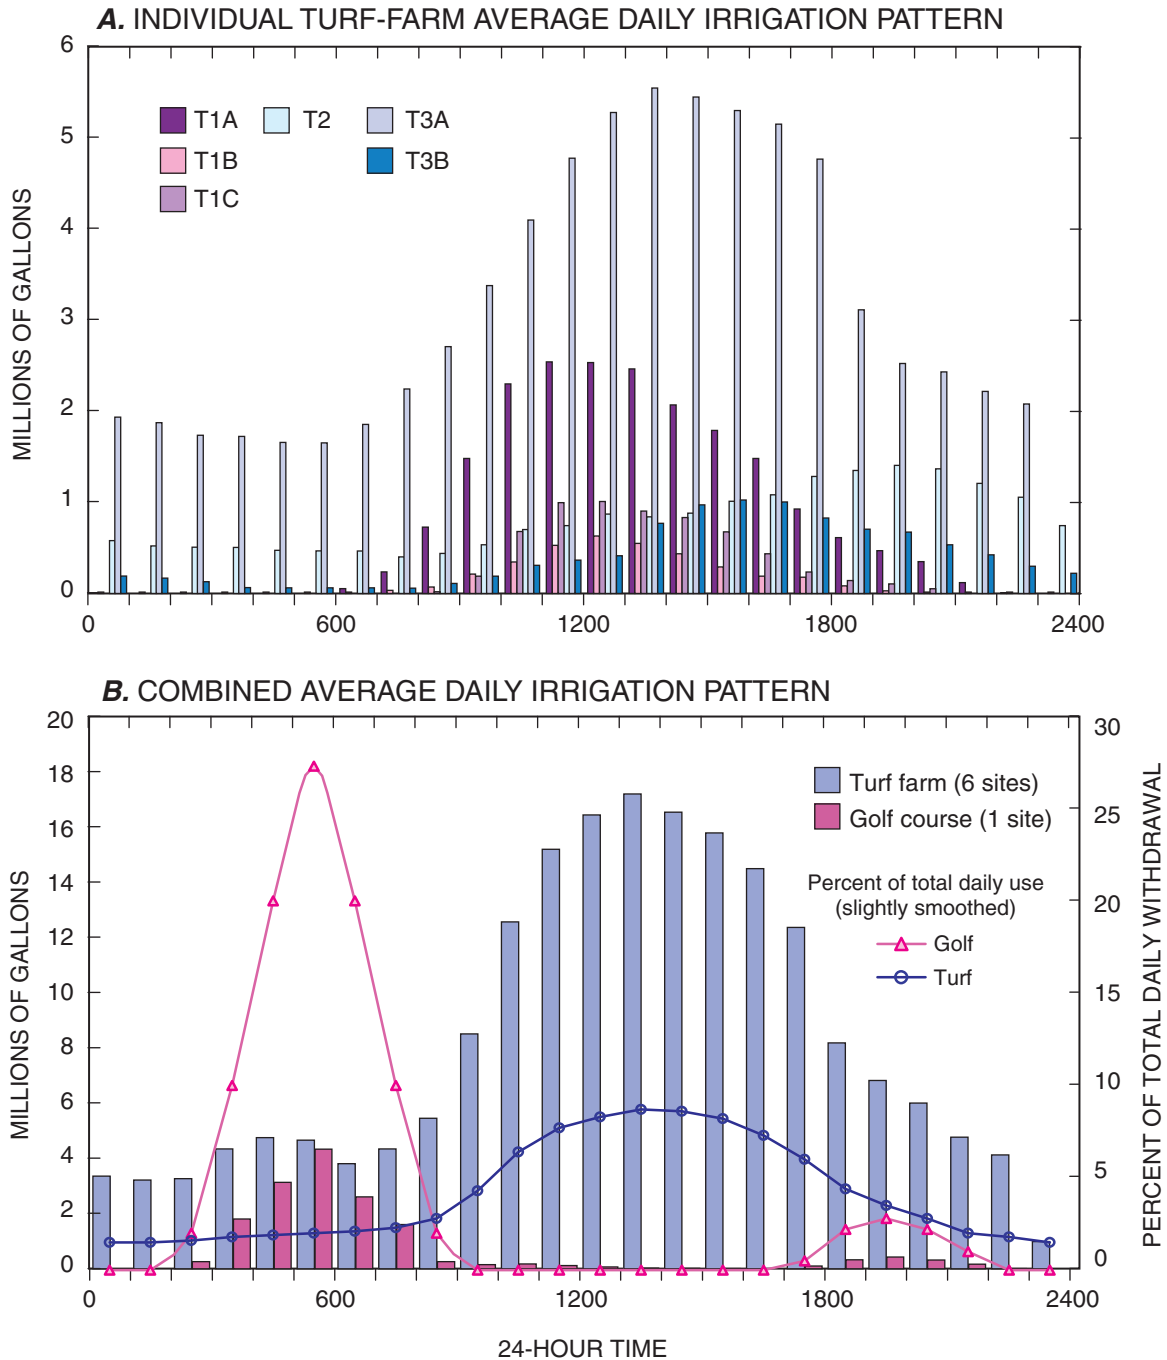 A. INDIVIDUAL TURF-FARM AVERAGE DAILY IRRIGATION PATTERN
MILLIONS OF GALLONS
6
5
4
3
2
1
0
T1A T2 T3A
T1B T3B
T1C
0 600 1200 1800 2400
B. COMBINED AVERAGE DAILY IRRIGATION PATTERN
MILLIONS OF GALLONS
20
18
16
14
12
10
8
6
4
2
0
Turf farm (6 sites)
Golf course (1 site)
Percent of total daily use
(slightly smoothed)
Golf
Turf
30
25
20
15
10
5
0
PERCENT OF TOTAL DAILY WITHDRAWAL
0 600 1200 1800 2400
24-HOUR TIME